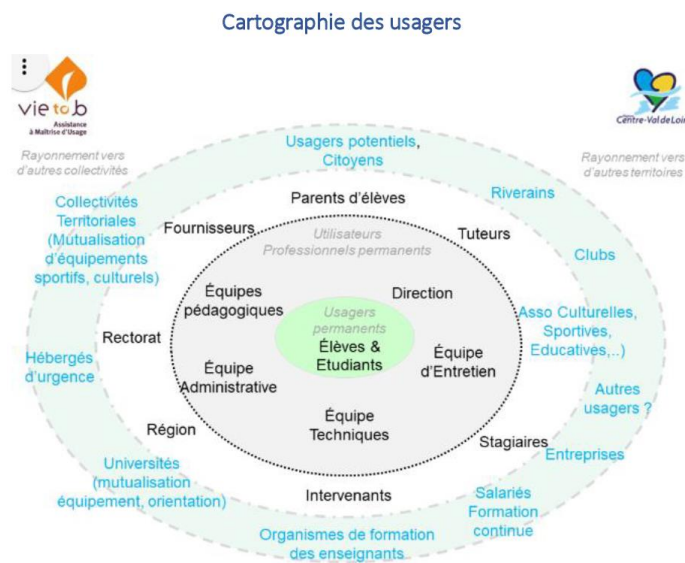 Cartographie des usagers
vie to b
Assistance
à Maîtrise d'Usage
Centre-Val de Loire
Rayonnement vers
d'autres collectivités
Rayonnement vers
d'autres territoires
Usagers potentiels,
Citoyens
Riverains
Collectivités
Territoriales
(Mutualisation
d'équipements
sportifs, culturels)
Parents d'élèves
Fournisseurs
Tuteurs
Utilisateurs
Professionnels permanents
Clubs
Équipes
pédagogiques
Direction
Usagers
permanents
Élèves &
Etudiants
Asso Culturelles,
Sportives,
Educatives,..)
Rectorat
Hébergés
d'urgence
Équipe
Administrative
Équipe
d'Entretien
Autres
usagers ?
Équipe
Techniques
Région
Stagiaires
Entreprises
Universités
(mutualisation
équipement, orientation)
Intervenants
Salariés
Formation
continue
Organismes de formation
des enseignants